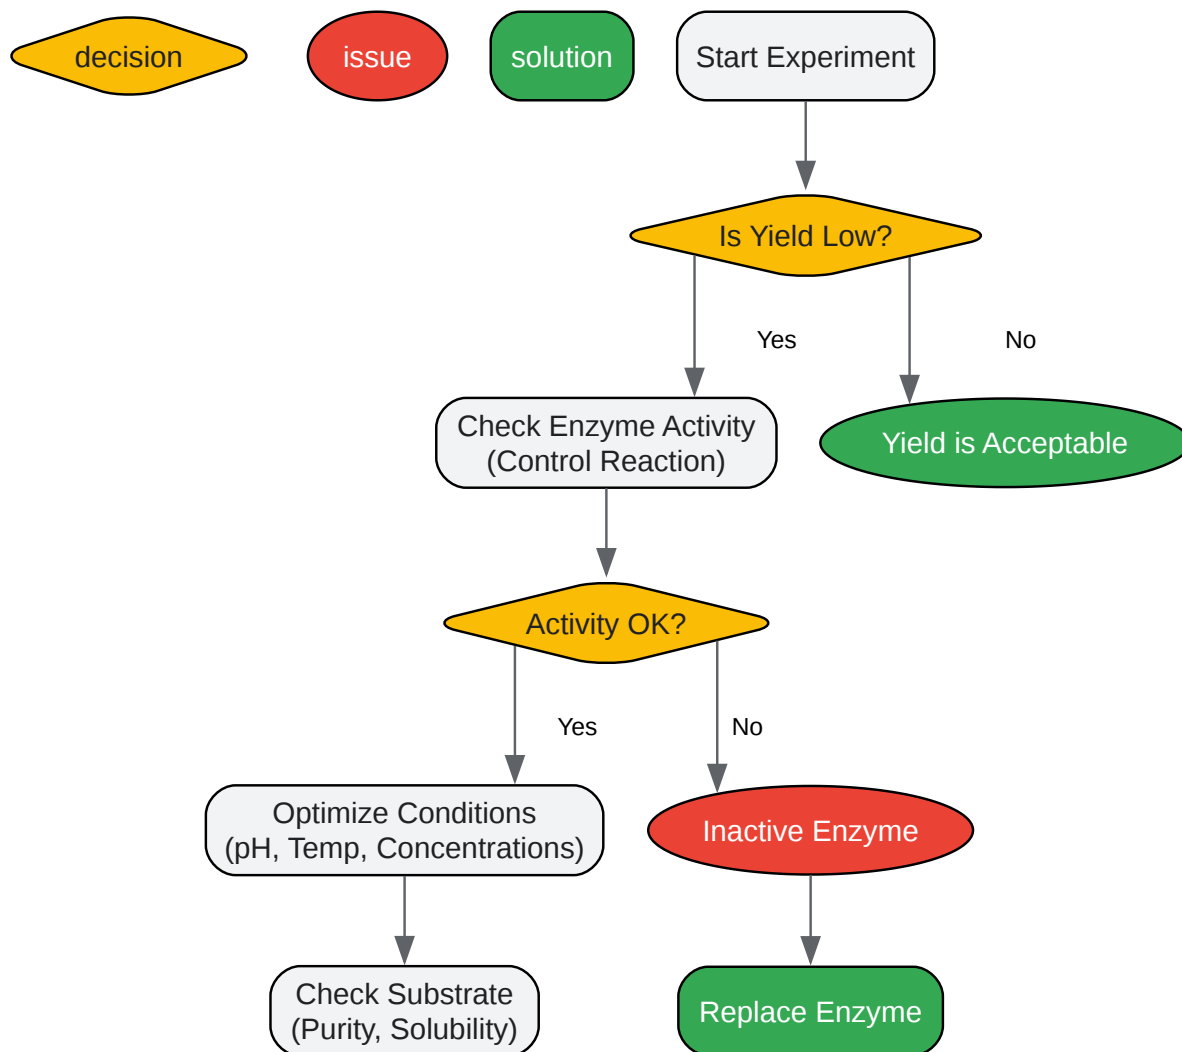 decision
issue
solution
Start Experiment
Is Yield Low?
Yes
No
Check Enzyme Activity
(Control Reaction)
Yield is Acceptable
Activity OK?
Yes
No
Optimize Conditions
(pH, Temp, Concentrations)
Inactive Enzyme
Check Substrate
(Purity, Solubility)
Replace Enzyme